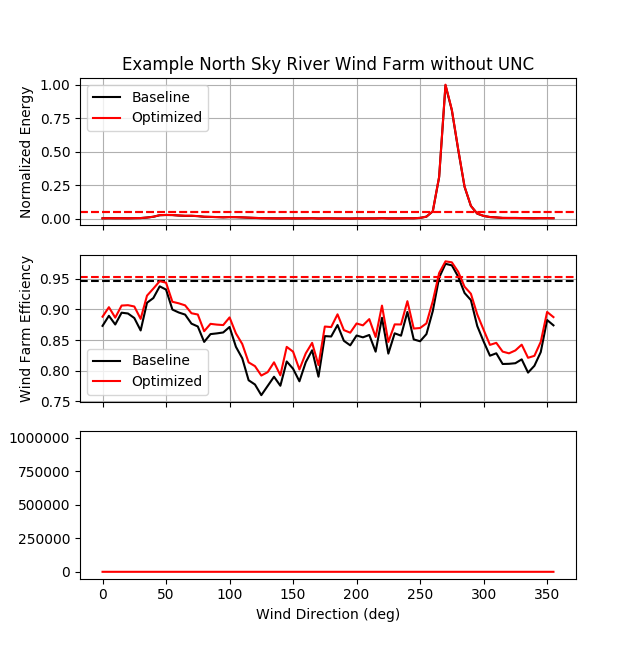 Example North Sky River Wind Farm without UNC
Normalized Energy
1.00
0.75
0.50
0.25
0.00
Baseline
Optimized
Wind Farm Efficiency
0.95
0.90
0.85
0.80
0.75
Baseline
Optimized
1000000
750000
500000
250000
0
0 50 100 150 200 250 300 350
Wind Direction (deg)